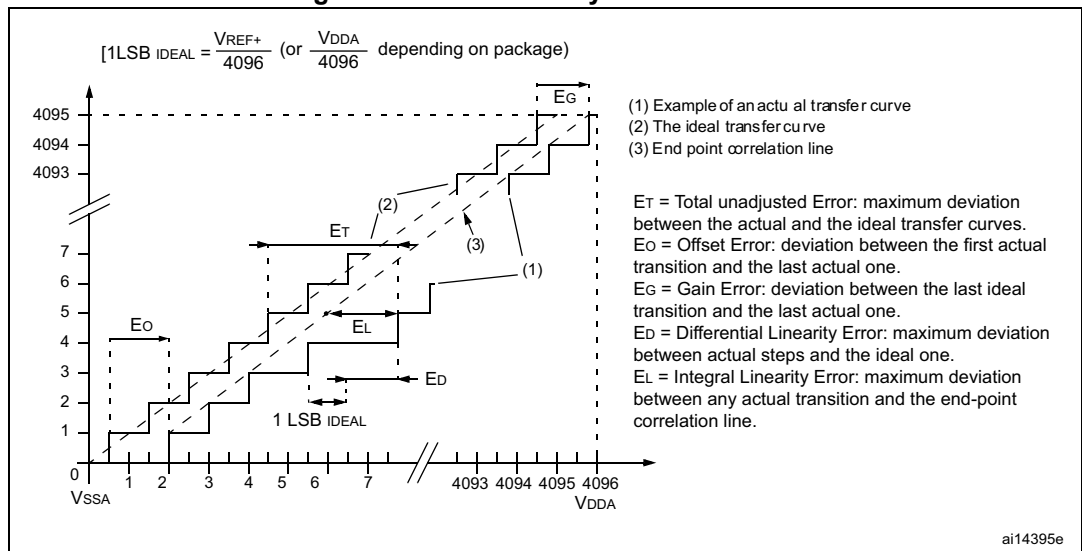 [1LSB IDEAL = VREF+ / 4096 (or VDDA / 4096 depending on package)
EG
4095
4094
4093
7
6
5
4
3
2
1
0
(2)
ET
(3)
(1)
EO
EL
ED
1 LSB IDEAL
1 2 3 4 5 6 7 4093 4094 4095 4096
VSSA
VDDA
(1) Example of an actu al transfer curve
(2) The ideal transfer cu rve
(3) End point correlation line
ET = Total unadjusted Error: maximum deviation
between the actual and the ideal transfer curves.
EO = Offset Error: deviation between the first actual
transition and the last actual one.
EG = Gain Error: deviation between the last ideal
transition and the last actual one.
ED = Differential Linearity Error: maximum deviation
between actual steps and the ideal one.
EL = Integral Linearity Error: maximum deviation
between any actual transition and the end-point
correlation line.
ai14395e